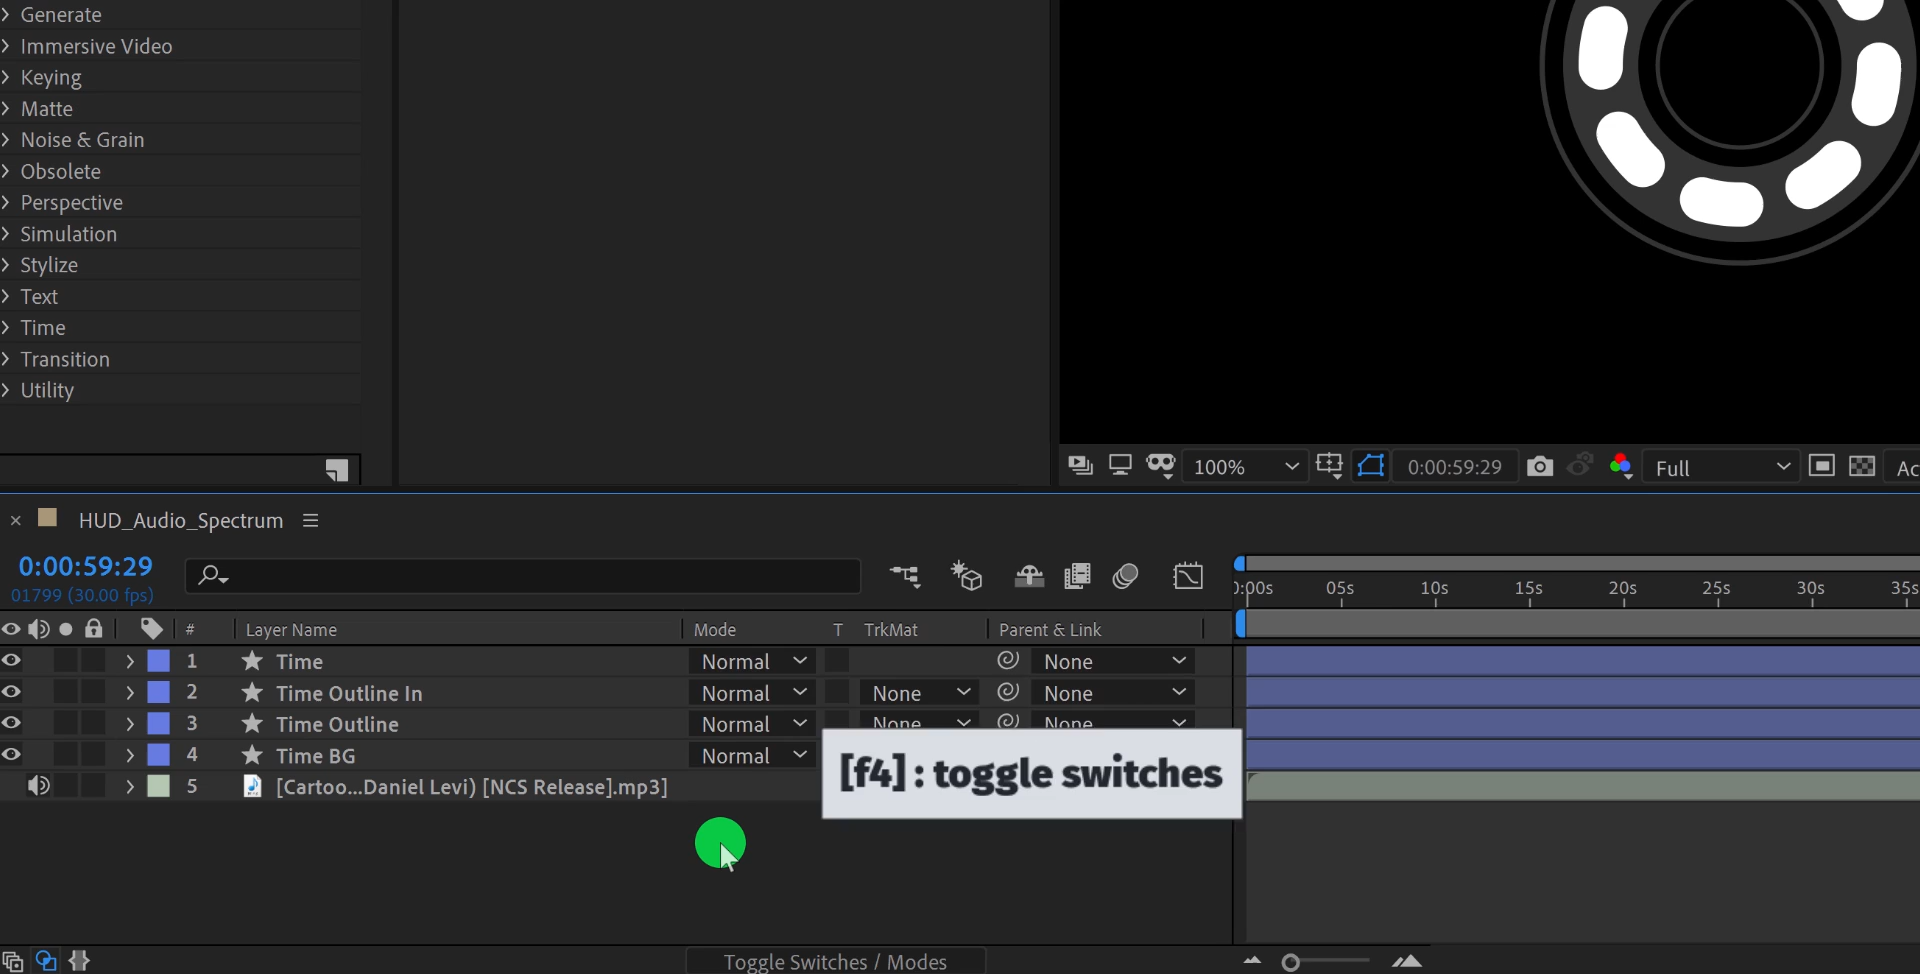 Generate
Immersive Video
Keying
Matte
Noise & Grain
Obsolete
Perspective
Simulation
Stylize
Text
Time
Transition
Utility
100%
0:00:59:29
Full
Ac
HUD_Audio_Spectrum
0:00:59:29
01799 (30.00 fps)
):00s 05s 10s 15s 20s 25s 30s 35s
# Layer Name Mode T TrkMat Parent & Link
1 Time Normal None
2 Time Outline In Normal None None
3 Time Outline Normal None None
4 Time BG Normal
[f4] : toggle switches
5 [Cartoo...Daniel Levi) [NCS Release].mp3]
Toggle Switches / Modes